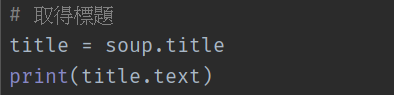 # 取得標題
title = soup.title
print(title.text)